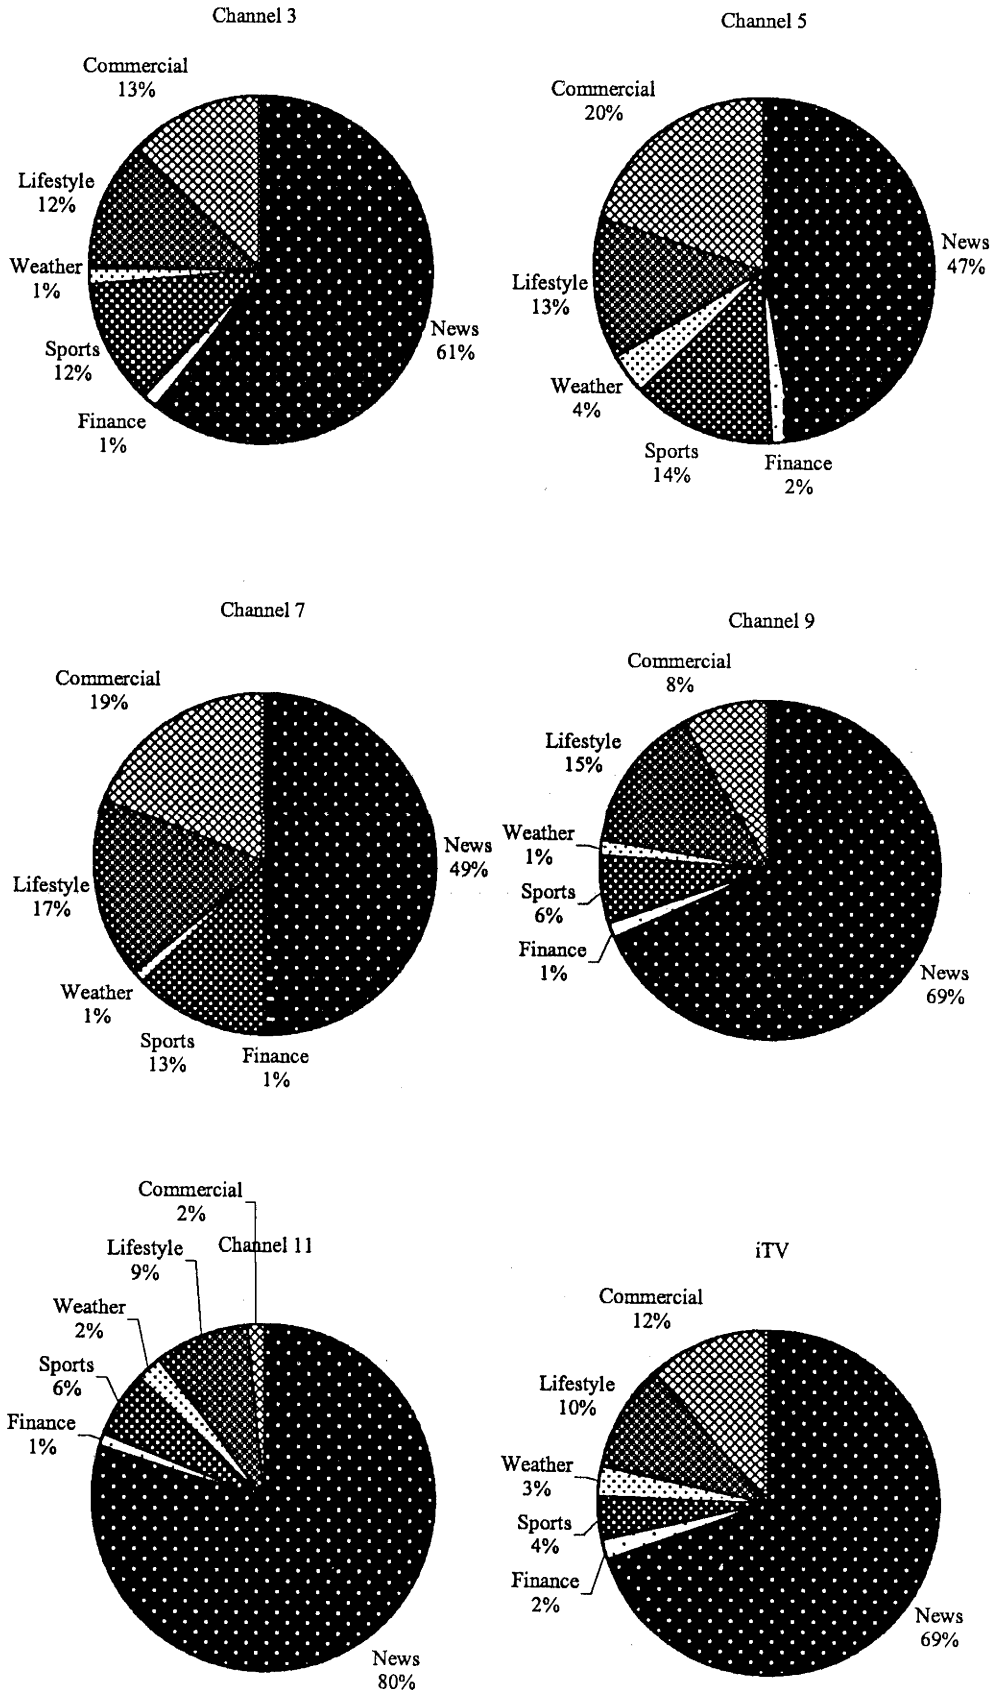 Channel 3
Commercial
13%
Lifestyle
12%
Weather
1%
Sports
12%
Finance
1%
News
61%
Channel 5
Commercial
20%
News
47%
Lifestyle
13%
Weather
4%
Sports
14%
Finance
2%
Channel 7
Commercial
19%
News
49%
Lifestyle
17%
Weather
1%
Sports
13%
Finance
1%
Channel 9
Commercial
8%
Lifestyle
15%
Weather
1%
Sports
6%
Finance
1%
News
69%
Channel 11
Commercial
2%
Lifestyle
9%
Weather
2%
Sports
6%
Finance
1%
News
80%
iTV
Commercial
12%
Lifestyle
10%
Weather
3%
Sports
4%
Finance
2%
News
69%